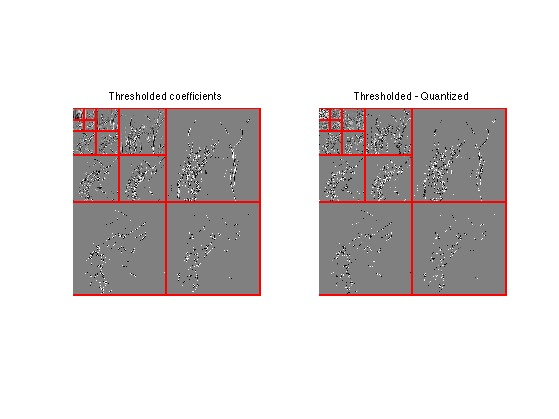 Thresholded coefficients
Thresholded - Quantized